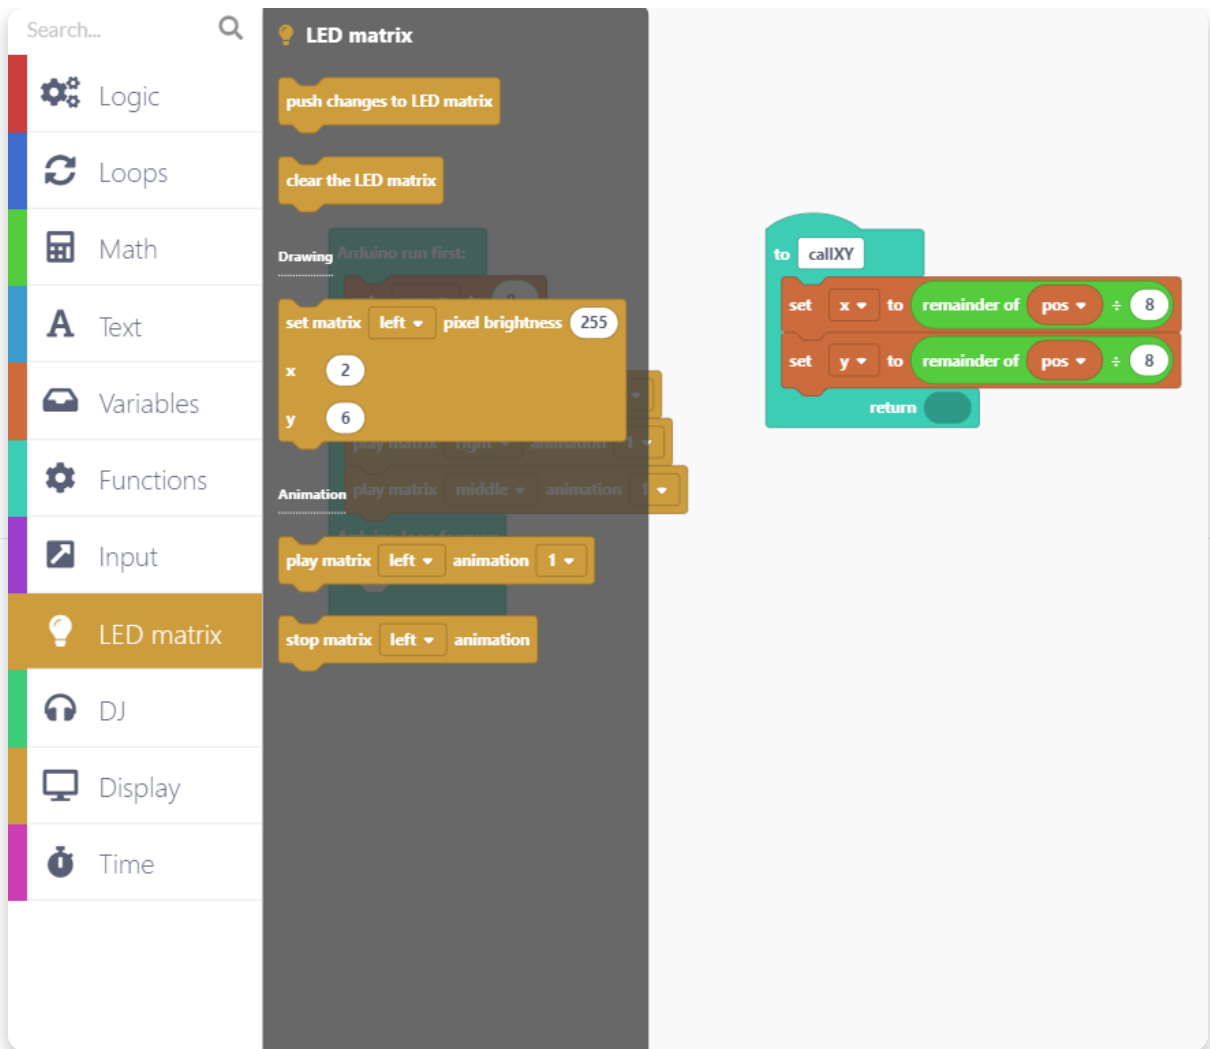 Search...
Logic
Loops
Math
Text
Variables
Functions
Input
LED matrix
DJ
Display
Time
LED matrix
push changes to LED matrix
clear the LED matrix
Drawing
Arduino run first:
set matrix left pixel brightness 255
x 2
y 6
play matrix right animation 1
Animation
play matrix middle animation 1
play matrix left animation 1
stop matrix left animation
to callXY
set x to remainder of pos ÷ 8
set y to remainder of pos ÷ 8
return